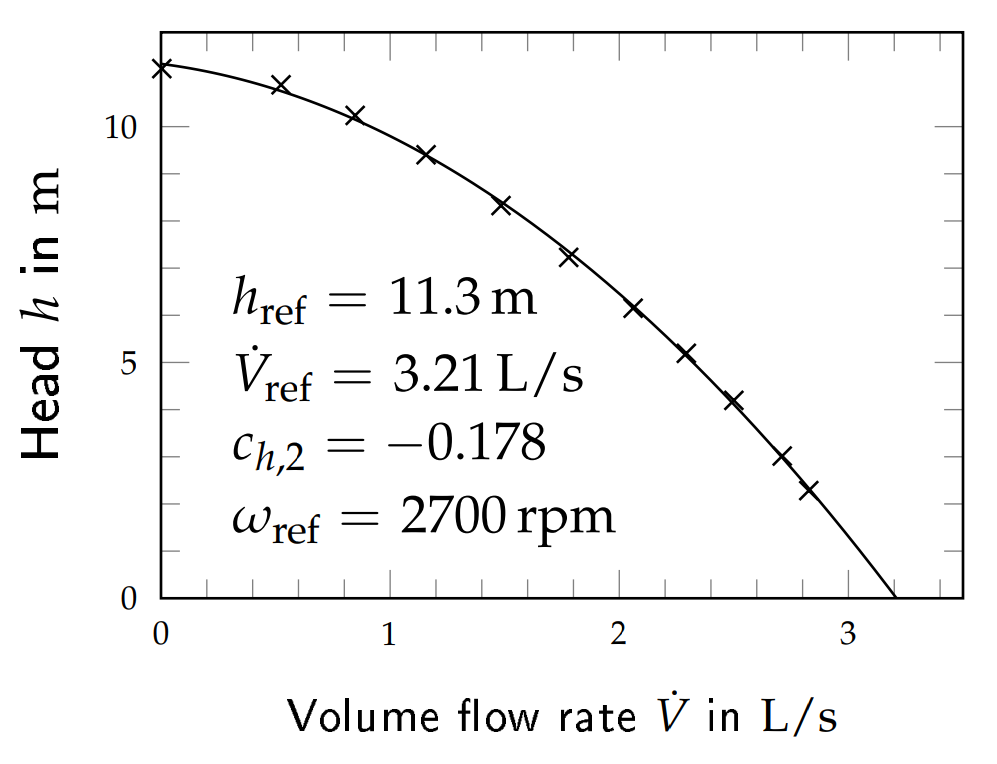 Head h in m
10
5
0
h_ref = 11.3 m
V̇_ref = 3.21 L/s
c_h,2 = −0.178
ω_ref = 2700 rpm
0 1 2 3
Volume flow rate V̇ in L/s